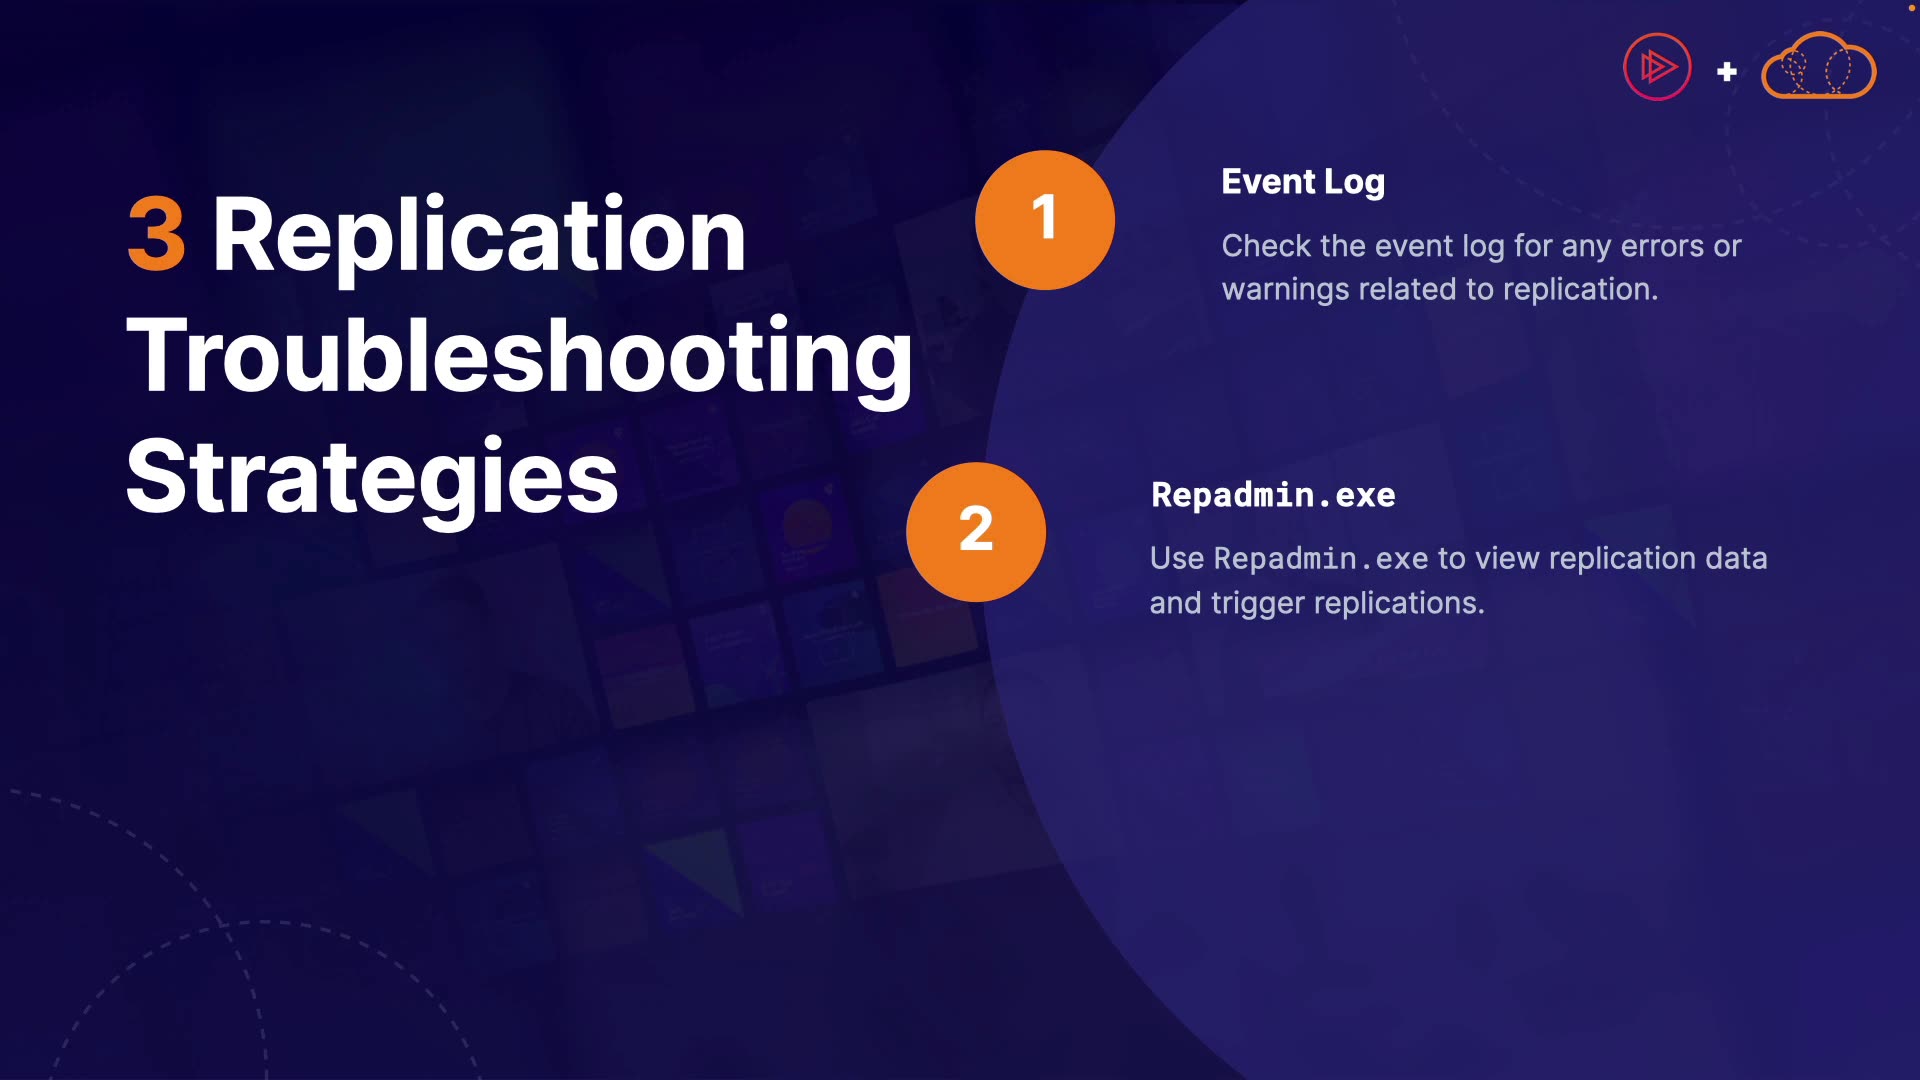 3 Replication
Troubleshooting
Strategies
1
Event Log
Check the event log for any errors or
warnings related to replication.
2
Repadmin.exe
Use Repadmin.exe to view replication data
and trigger replications.